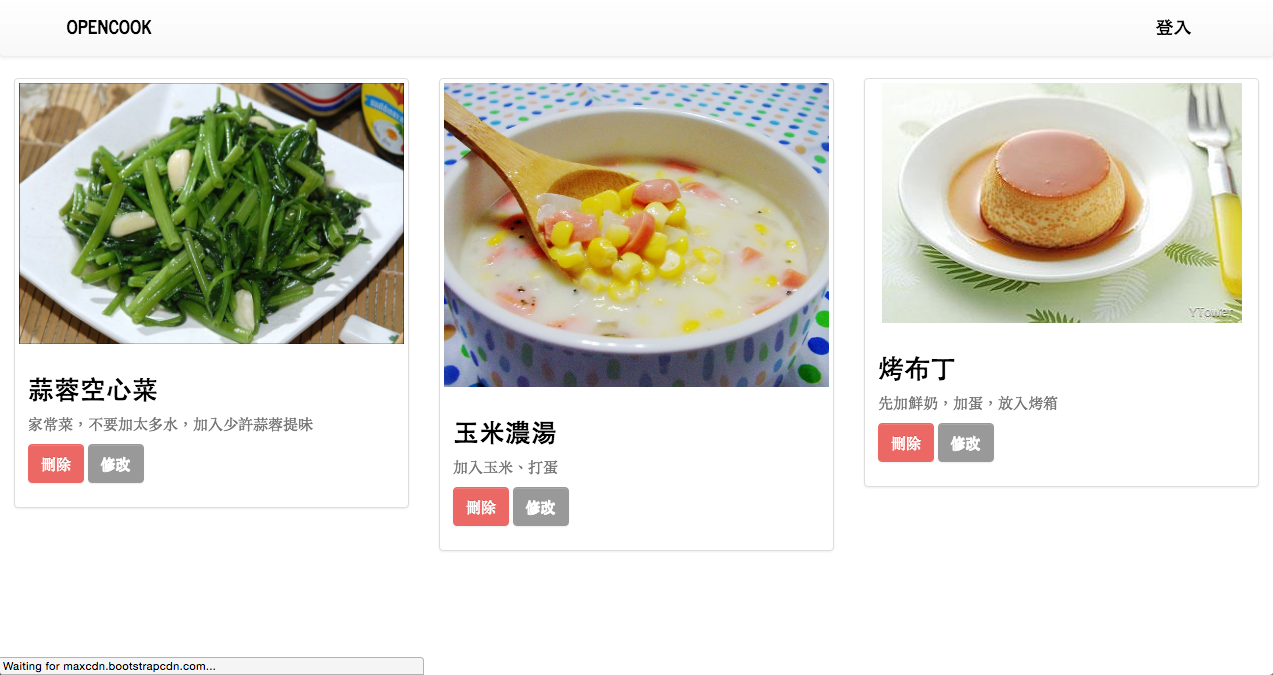 OPENCOOK
登入
蒜蓉空心菜
家常菜，不要加太多水，加入少許蒜蓉提味
刪除 修改
玉米濃湯
加入玉米、打蛋
刪除 修改
YTower
烤布丁
先加鮮奶，加蛋，放入烤箱
刪除 修改
Waiting for maxcdn.bootstrapcdn.com...